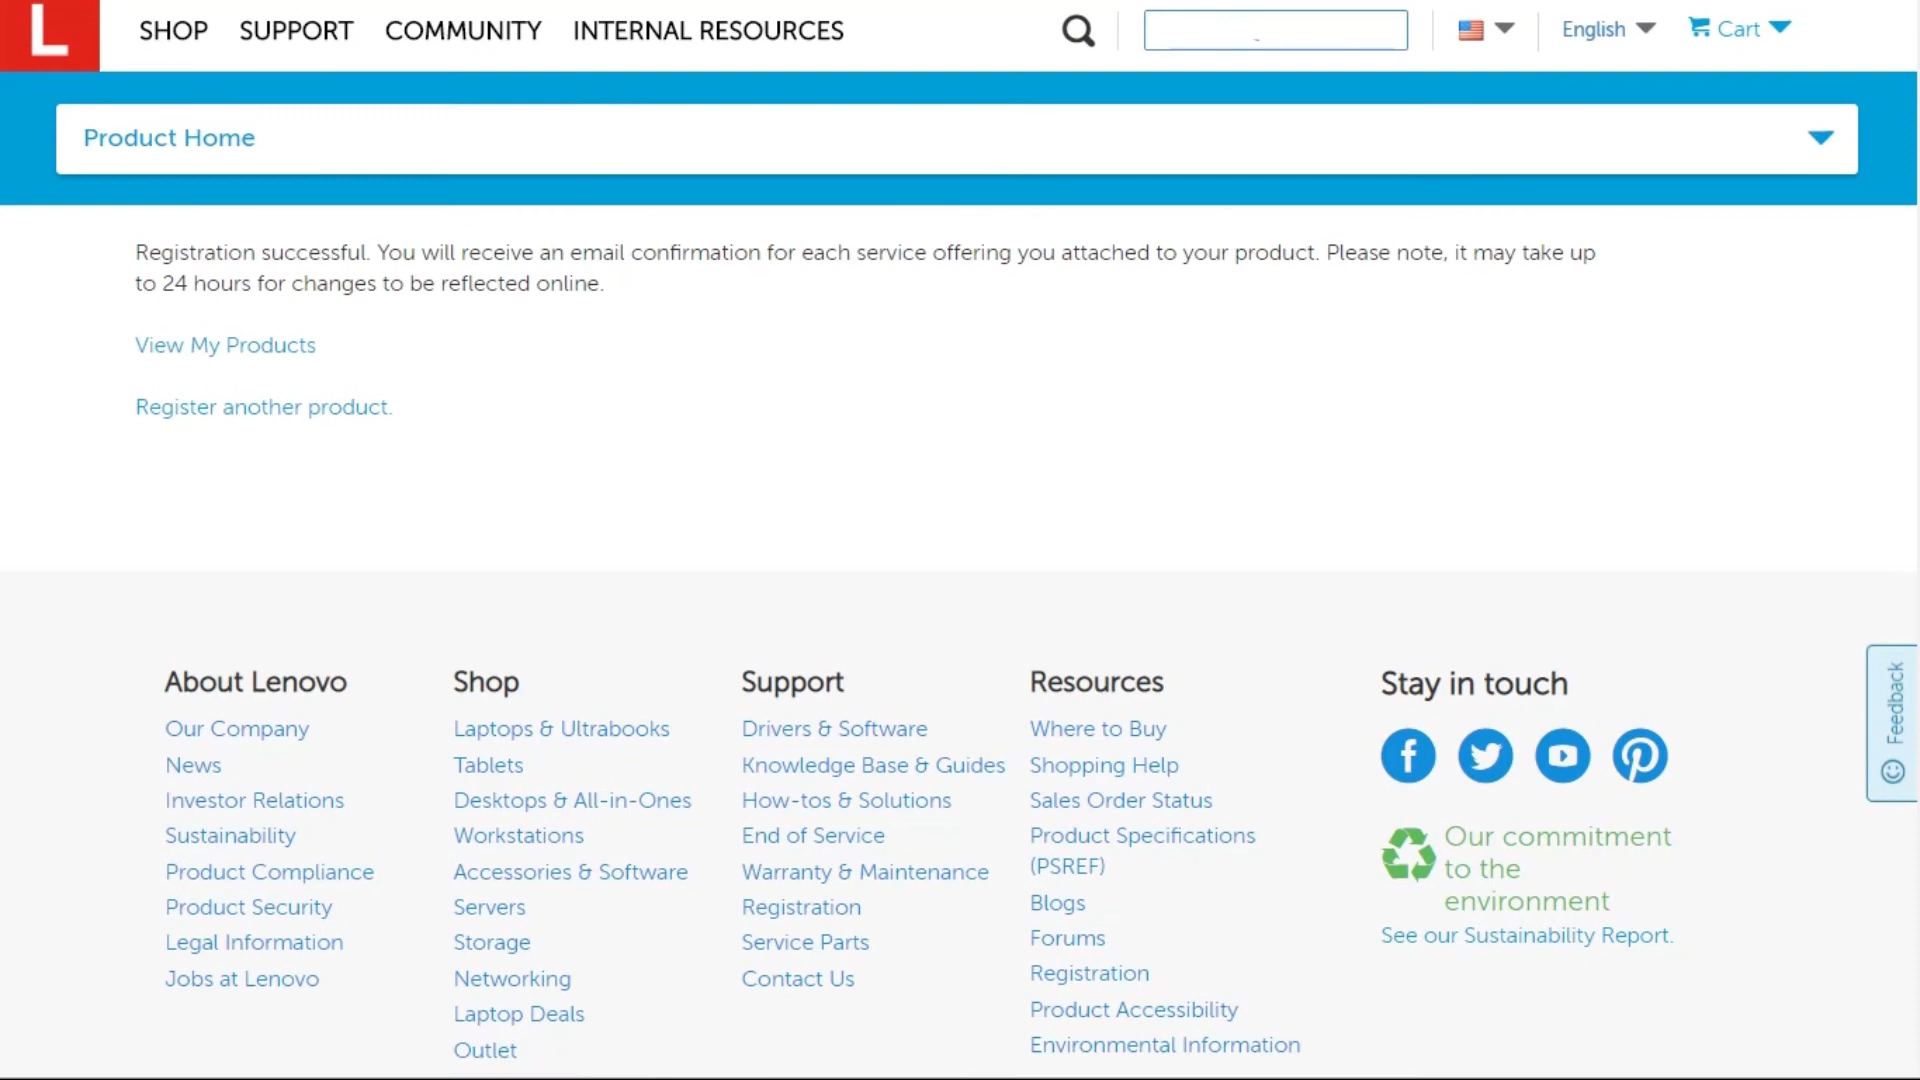 L
SHOP SUPPORT COMMUNITY INTERNAL RESOURCES English Cart
Product Home
Registration successful. You will receive an email confirmation for each service offering you attached to your product. Please note, it may take up
to 24 hours for changes to be reflected online.
View My Products
Register another product.
About Lenovo
Our Company
News
Investor Relations
Sustainability
Product Compliance
Product Security
Legal Information
Jobs at Lenovo
Shop
Laptops & Ultrabooks
Tablets
Desktops & All-in-Ones
Workstations
Accessories & Software
Servers
Storage
Networking
Laptop Deals
Outlet
Support
Drivers & Software
Knowledge Base & Guides
How-tos & Solutions
End of Service
Warranty & Maintenance
Registration
Service Parts
Contact Us
Resources
Where to Buy
Shopping Help
Sales Order Status
Product Specifications
(PSREF)
Blogs
Forums
Registration
Product Accessibility
Environmental Information
Stay in touch
Our commitment
to the
environment
See our Sustainability Report.
Feedback